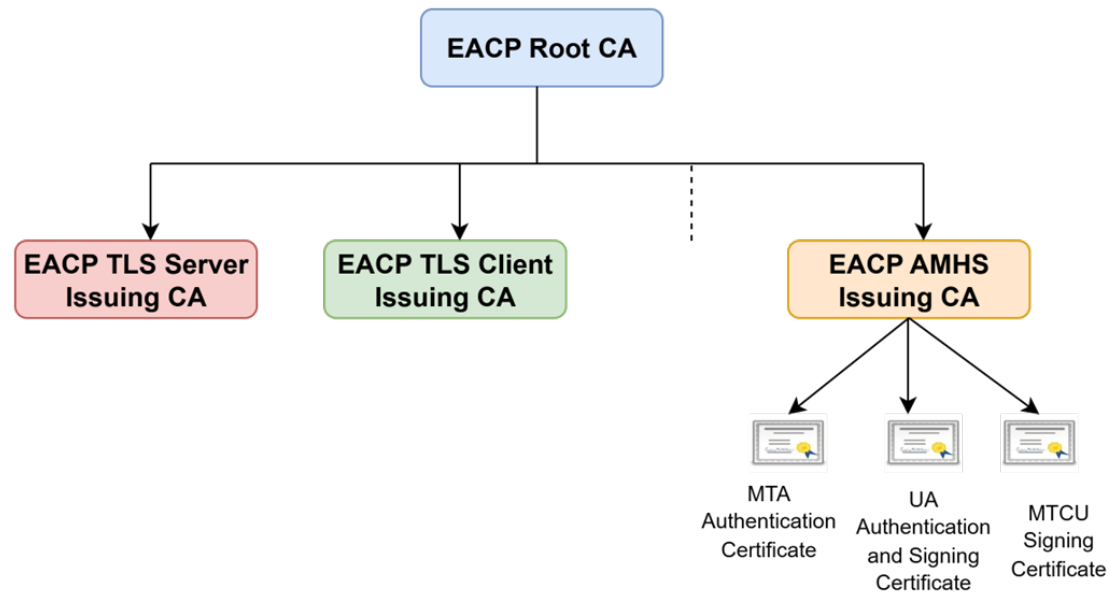 EACP Root CA
EACP TLS Server
Issuing CA
EACP TLS Client
Issuing CA
EACP AMHS
Issuing CA
MTA
Authentication
Certificate
UA
Authentication
and Signing
Certificate
MTCU
Signing
Certificate